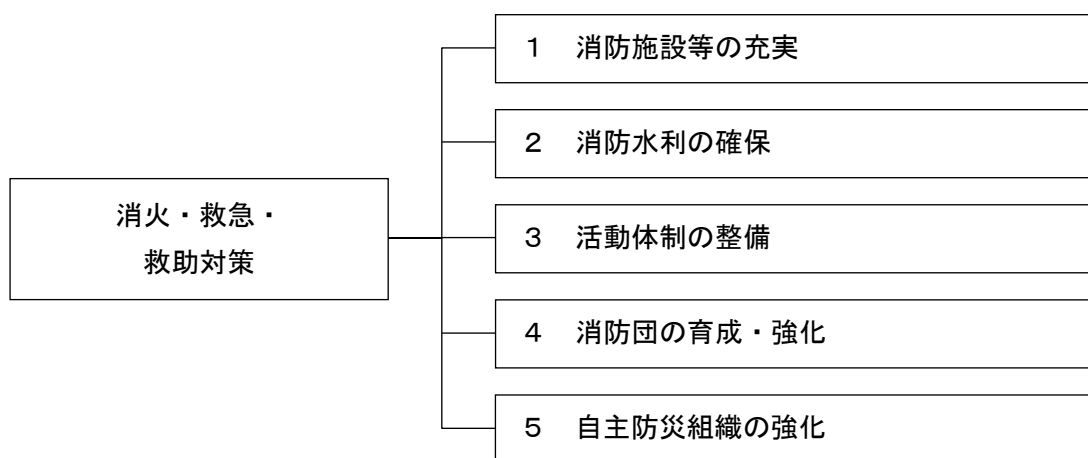 消火・救急・
救助対策
１　消防施設等の充実
２　消防水利の確保
３　活動体制の整備
４　消防団の育成・強化
５　自主防災組織の強化